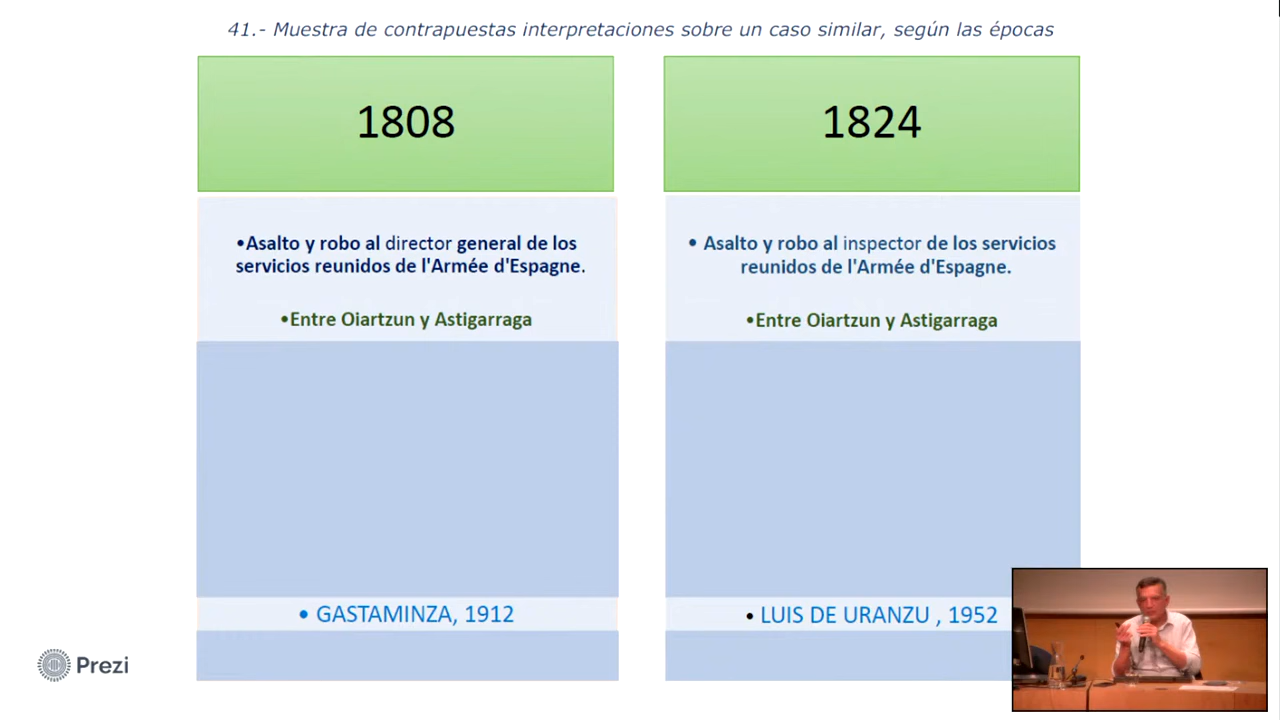 41.- Muestra de contrapuestas interpretaciones sobre un caso similar, según las épocas
1808
•Asalto y robo al director general de los
servicios reunidos de l'Armée d'Espagne.
•Entre Oiartzun y Astigarraga
• GASTAMINZA, 1912
1824
• Asalto y robo al inspector de los servicios
reunidos de l'Armée d'Espagne.
•Entre Oiartzun y Astigarraga
• LUIS DE URANZU , 1952
Prezi